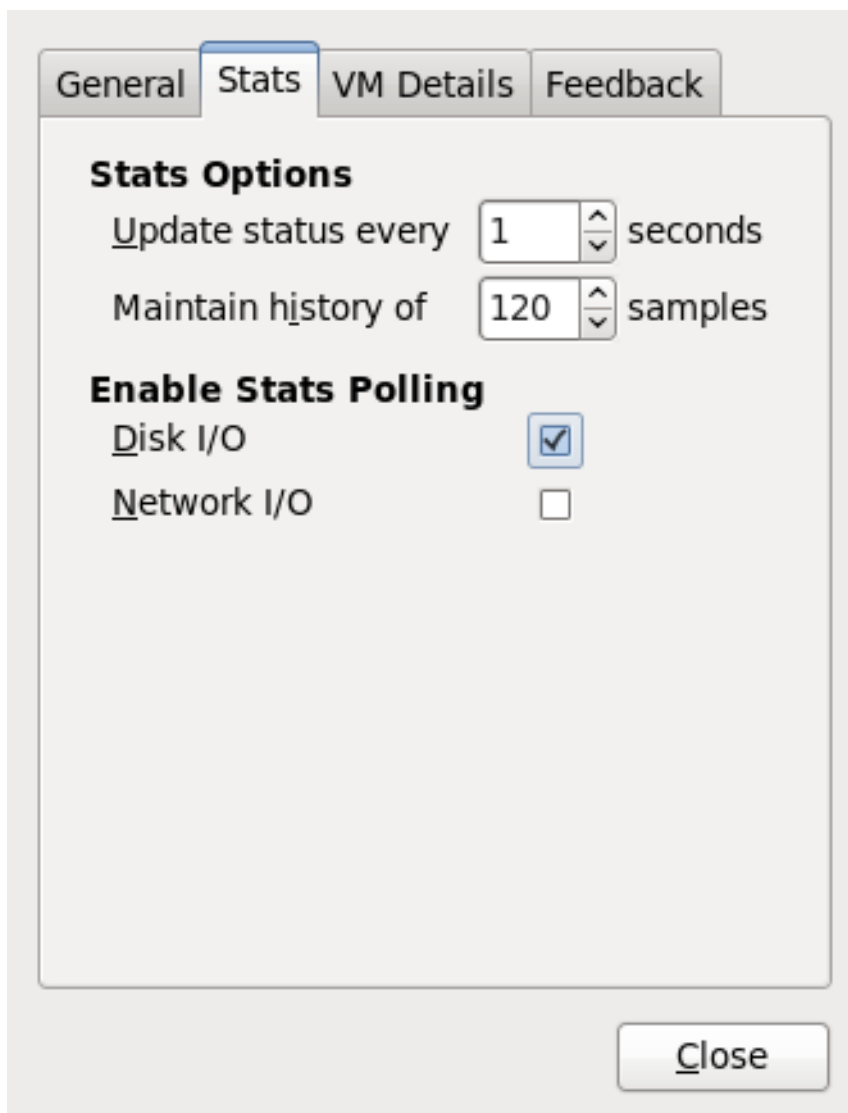 General Stats VM Details Feedback
Stats Options
Update status every 1 seconds
Maintain history of 120 samples
Enable Stats Polling
Disk I/O
Network I/O
Close